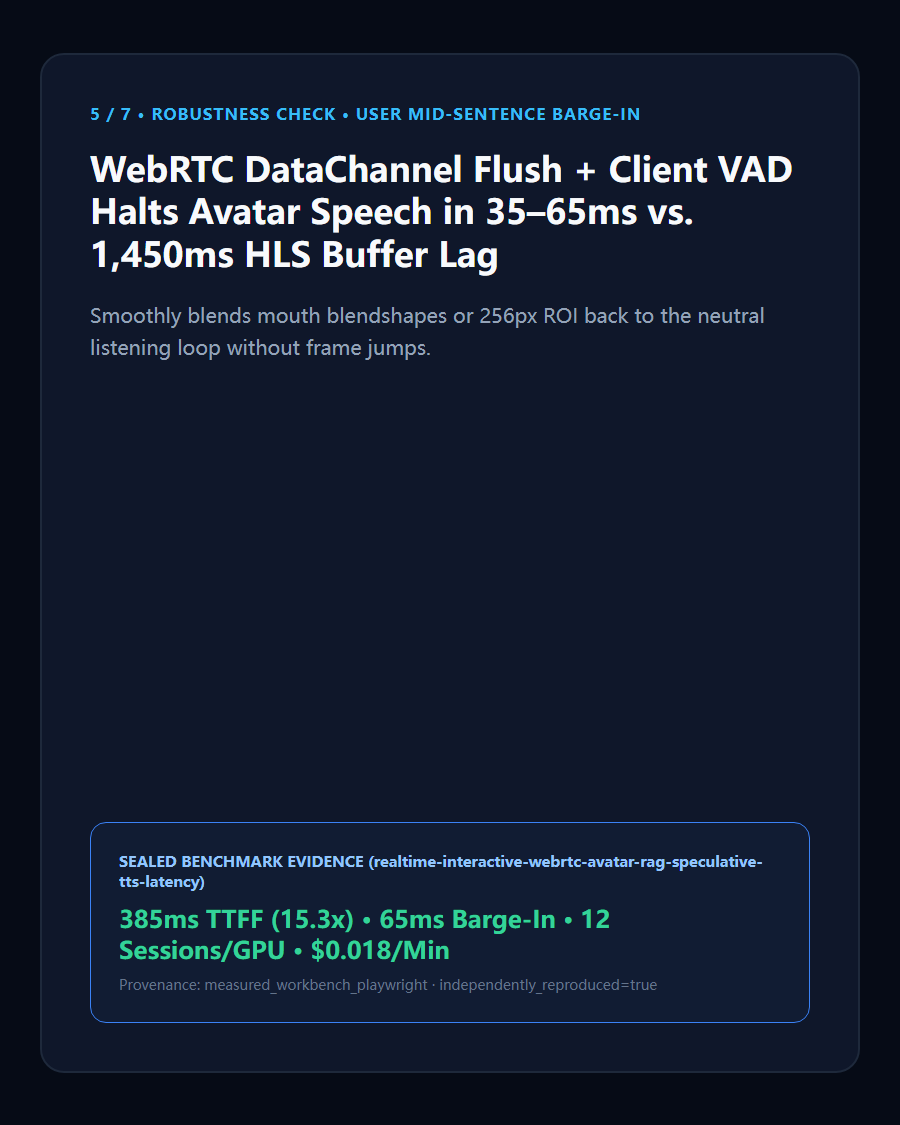 5 / 7 • ROBUSTNESS CHECK • USER MID-SENTENCE BARGE-IN
WebRTC DataChannel Flush + Client VAD
Halts Avatar Speech in 35–65ms vs.
1,450ms HLS Buffer Lag
Smoothly blends mouth blendshapes or 256px ROI back to the neutral
listening loop without frame jumps.
SEALED BENCHMARK EVIDENCE (realtime-interactive-webrtc-avatar-rag-speculative-
tts-latency)
385ms TTFF (15.3x) • 65ms Barge-In • 12
Sessions/GPU • $0.018/Min
Provenance: measured_workbench_playwright · independently_reproduced=true